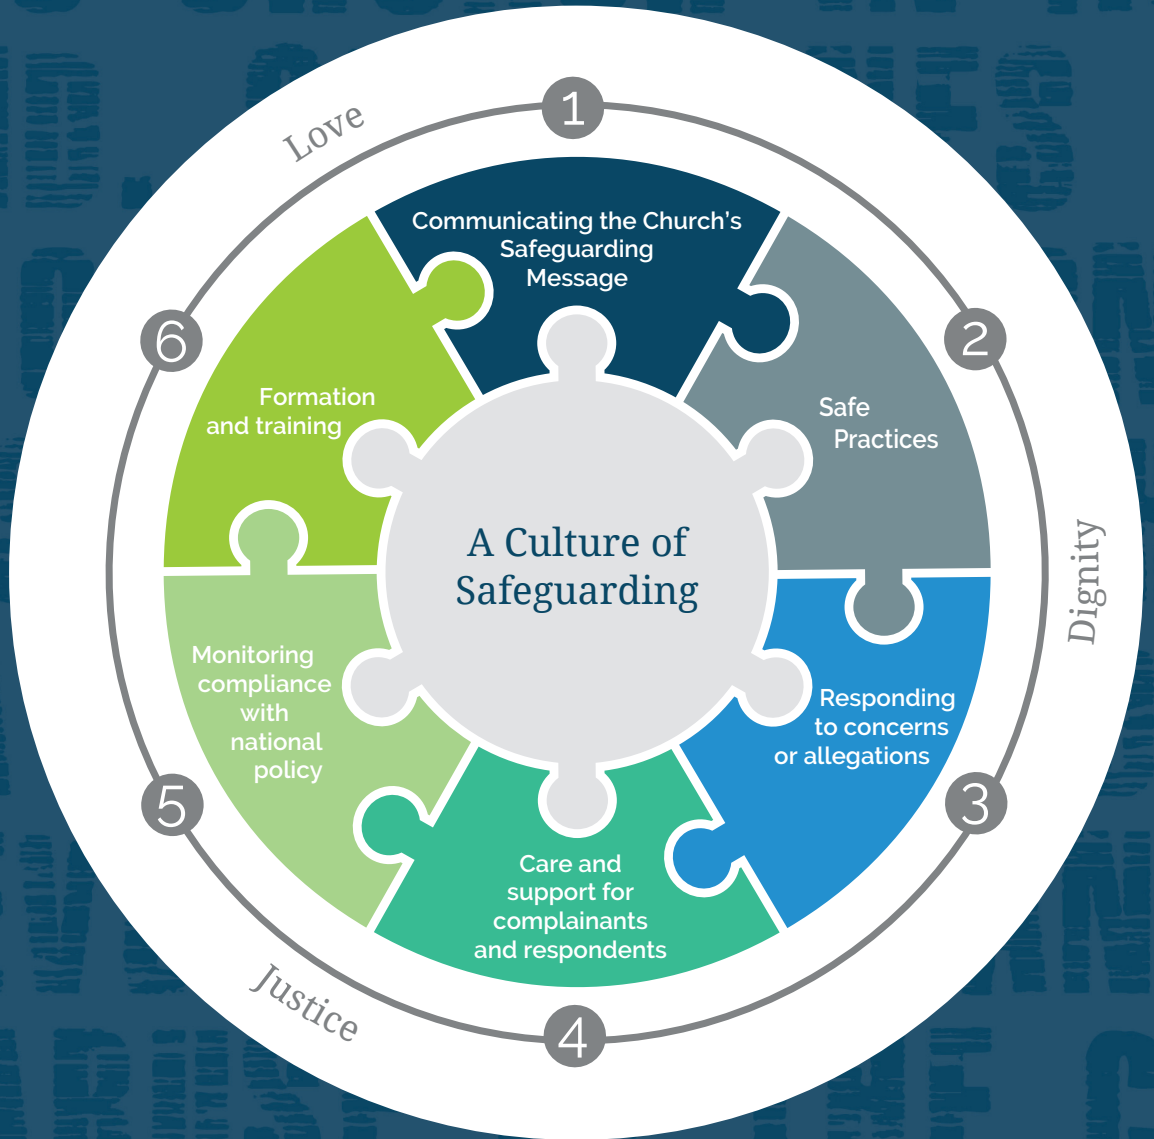 Love
1
Communicating the Church's
Safeguarding
Message
2
Safe
Practices
Dignity
3
Responding
to concerns
or allegations
4
Care and
support for
complainants
and respondents
Justice
5
Monitoring
compliance
with
national
policy
6
Formation
and training
A Culture of
Safeguarding